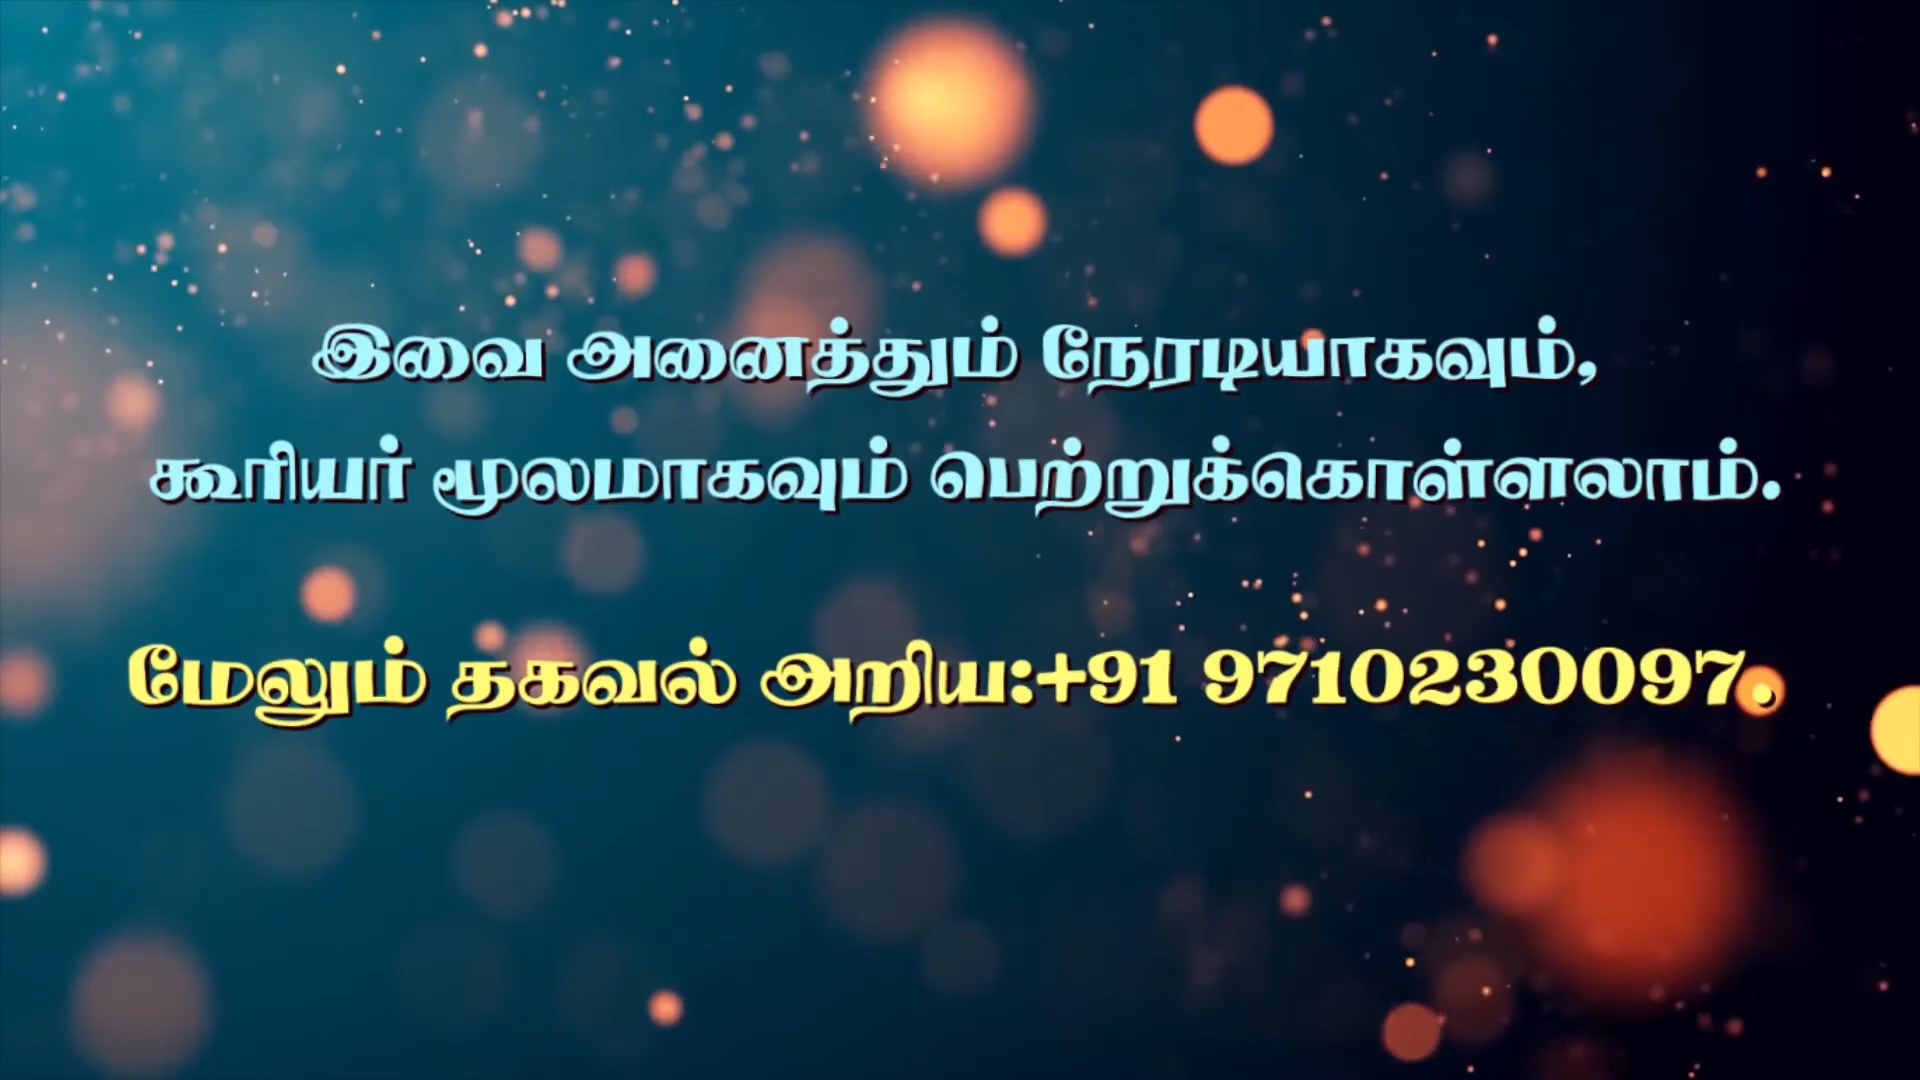 இவை அனைத்தும் நேரடியாகவும்,
கூரியர் மூலமாகவும் பெற்றுக்கொள்ளலாம்.
மேலும் தகவல் அறிய:+91 9710230097.